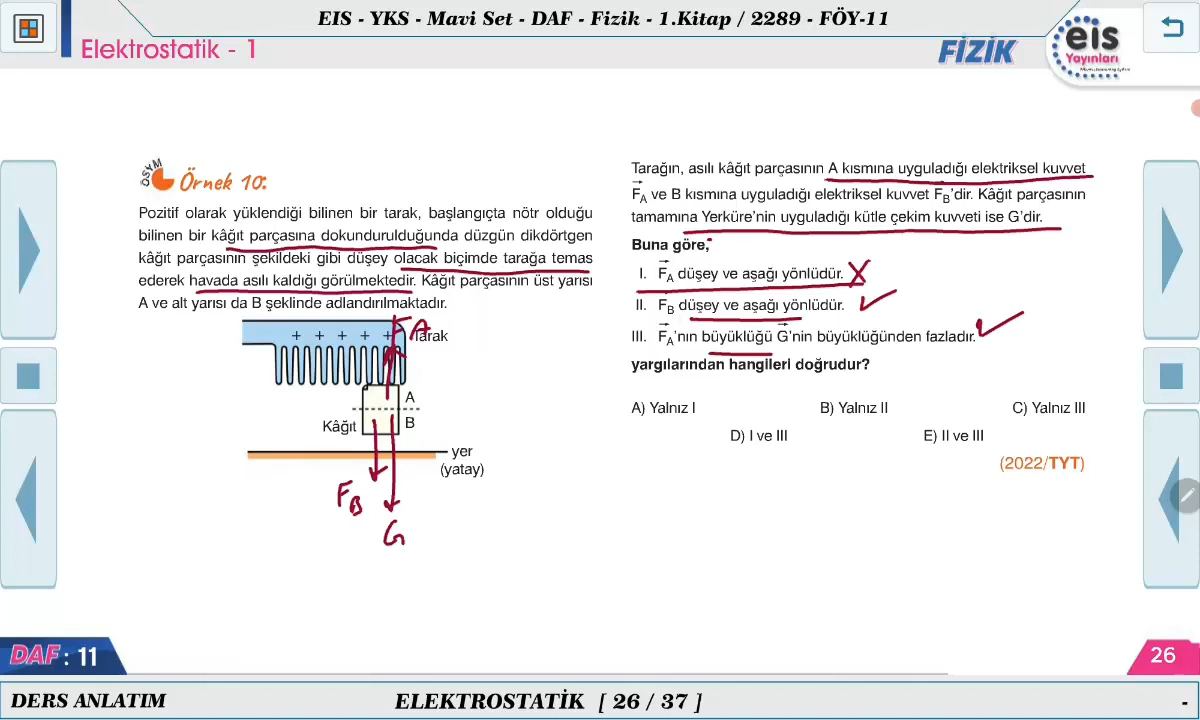 EIS - YKS - Mavi Set - DAF - Fizik - 1.Kitap / 2289 - FÖY-11
Elektrostatik - 1
FİZİK
eis
Yayınları
ÖSYM
Örnek 10:
Pozitif olarak yüklendiği bilinen bir tarak, başlangıçta nötr olduğu
bilinen bir kâğıt parçasına dokundurulduğunda düzgün dikdörtgen
kâğıt parçasının şekildeki gibi düşey olacak biçimde tarağa temas
ederek havada asılı kaldığı görülmektedir. Kâğıt parçasının üst yarısı
A ve alt yarısı da B şeklinde adlandırılmaktadır.
+ + + + +
FA
Tarak
A
B
Kâğıt
yer
(yatay)
FB
G
Tarağın, asılı kâğıt parçasının A kısmına uyguladığı elektriksel kuvvet
FA ve B kısmına uyguladığı elektriksel kuvvet FB'dir. Kâğıt parçasının
tamamına Yerküre'nin uyguladığı kütle çekim kuvveti ise G'dir.
Buna göre,
I. FA düşey ve aşağı yönlüdür.
II. FB düşey ve aşağı yönlüdür.
III. FA'nın büyüklüğü G'nin büyüklüğünden fazladır.
yargılarından hangileri doğrudur?
A) Yalnız I B) Yalnız II C) Yalnız III
D) I ve III E) II ve III
(2022/TYT)
DAF : 11
26
DERS ANLATIM
ELEKTROSTATİK [ 26 / 37 ]
-